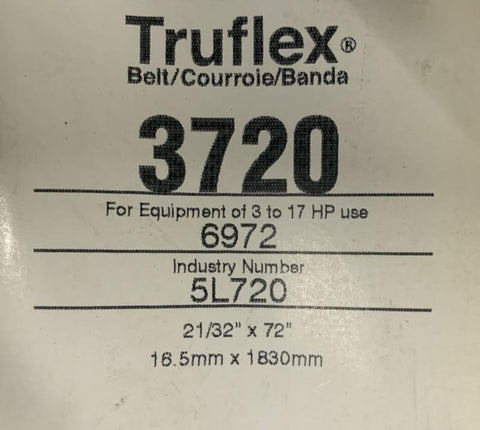 Truflex®
Belt/Courroie/Banda
3720
For Equipment of 3 to 17 HP use
6972
Industry Number
5L720
21/32" x 72"
16.5mm x 1830mm